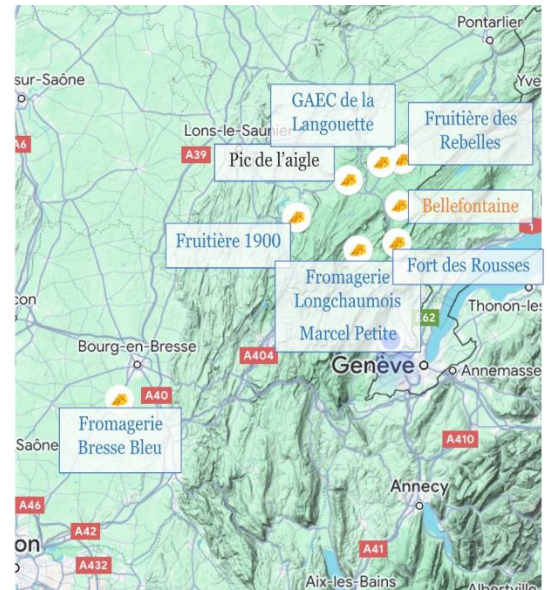 Pontarlier
sur-Saône
Yve
GAEC de la
Langouette
Fruitière des
Rebelles
Lons-le-Saunier
A6
A39
Pic de l'aigle
Bellefontaine
Fruitière 1900
1
Fort des Rousses
Fromagerie
Longchaumois
Marcel Petite
Thonon-les
con
E62
Bourg-en-Bresse
A404
Genève
Annemasse
A40
Fromagerie
Bresse Bleu
Saône
A410
Annecy
A46
A42
on
A41
A432
Aix-les-Bains
Albertville